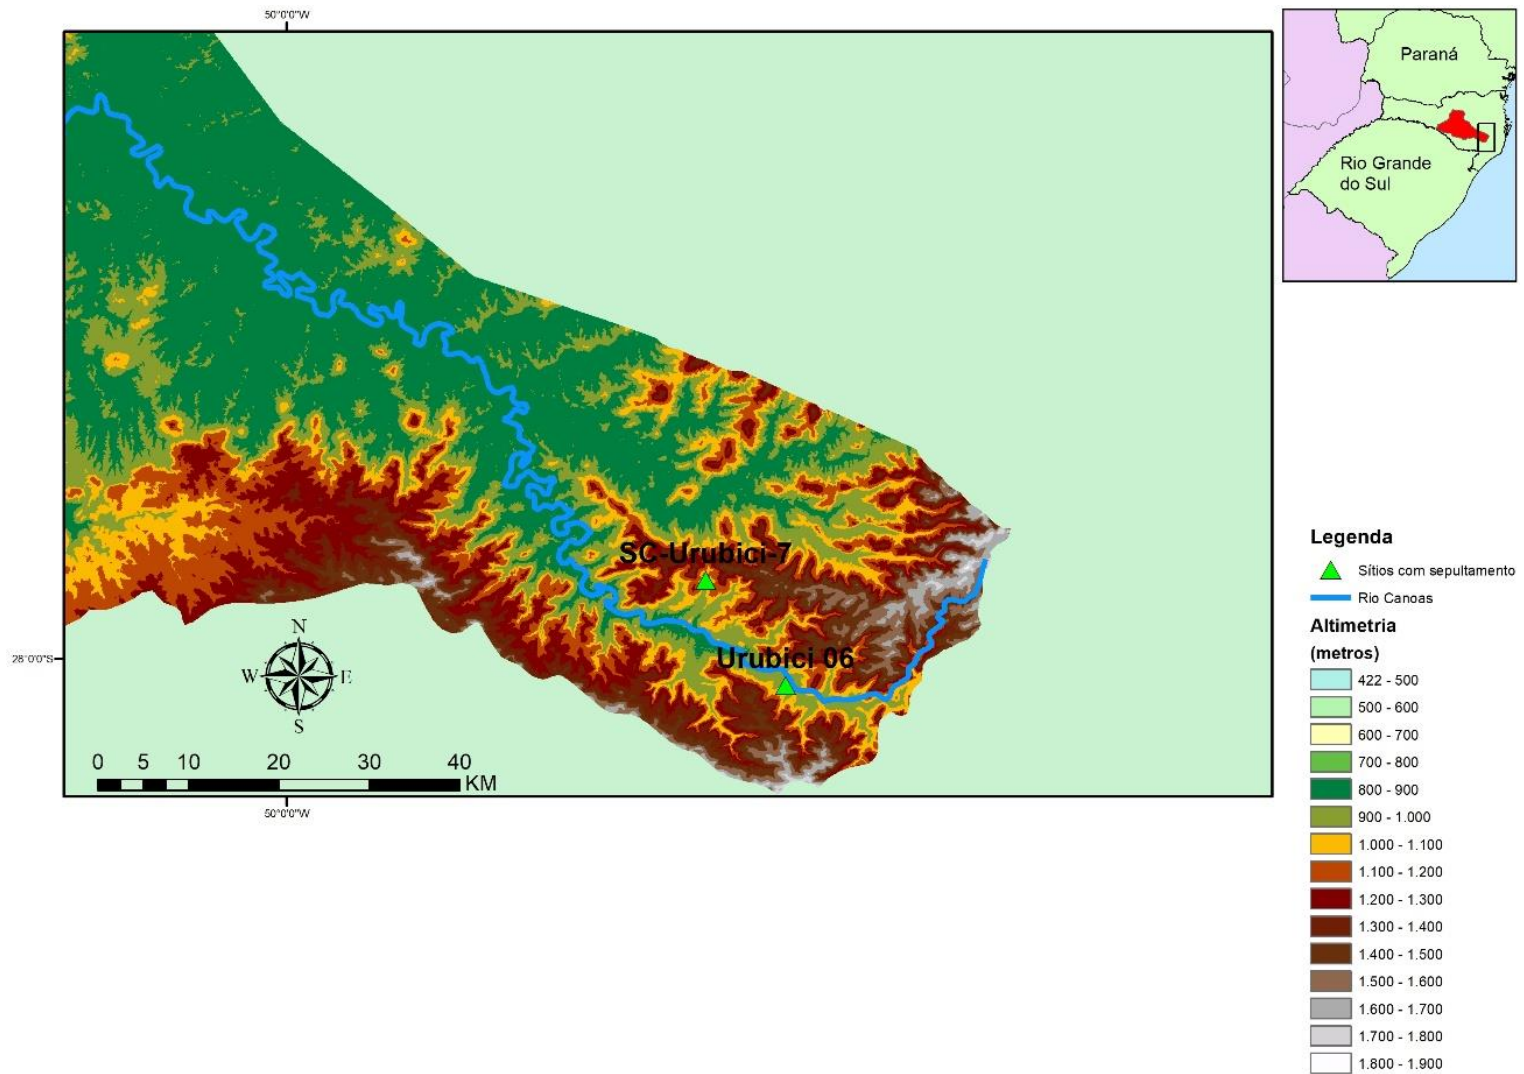 50°0'0"W
Paraná
Rio Grande
do Sul
SC-Urubici-7
Urubici 06
28°0'0"S
N
W
E
S
0 5 10 20 30 40
KM
50°0'0"W
Legenda
Sítios com sepultamento
Rio Canoas
Altimetria
(metros)
422 - 500
500 - 600
600 - 700
700 - 800
800 - 900
900 - 1.000
1.000 - 1.100
1.100 - 1.200
1.200 - 1.300
1.300 - 1.400
1.400 - 1.500
1.500 - 1.600
1.600 - 1.700
1.700 - 1.800
1.800 - 1.900